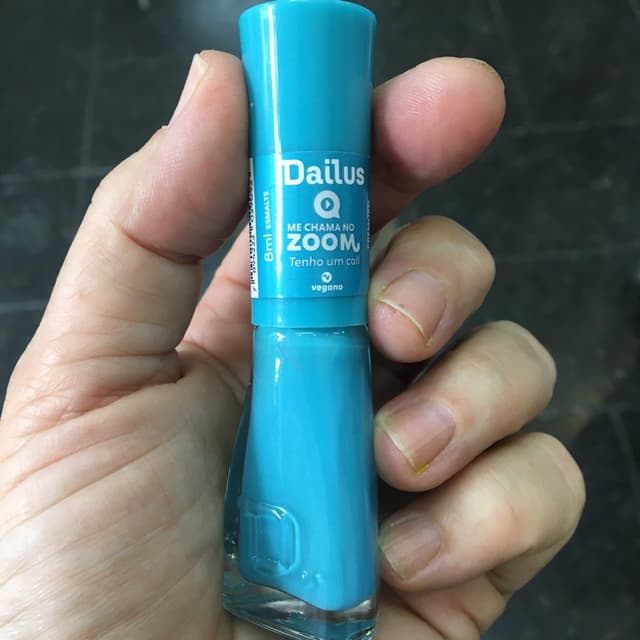 Dailus
ME CHAMA NO
ZOOM
Tenho um call
vegano
8ml ESMALTE